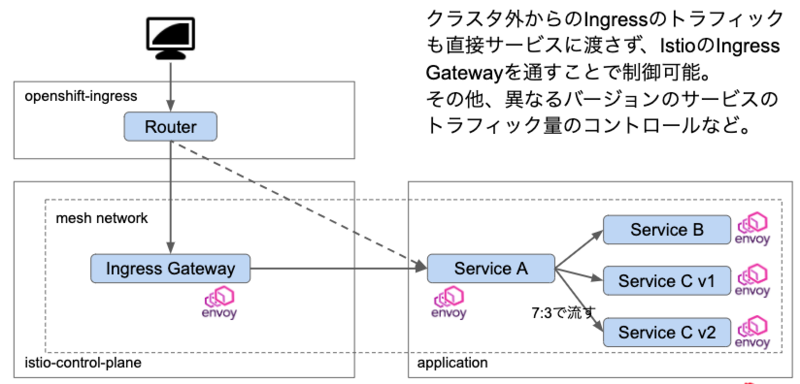 クラスタ外からのIngressのトラフィック
も直接サービスに渡さず、IstioのIngress
Gatewayを通すことで制御可能。
その他、異なるバージョンのサービスの
トラフィック量のコントロールなど。
openshift-ingress
Router
mesh network
Ingress Gateway
envoy
Service A
envoy
Service B
envoy
Service C v1
envoy
7:3で流す
Service C v2
envoy
istio-control-plane
application